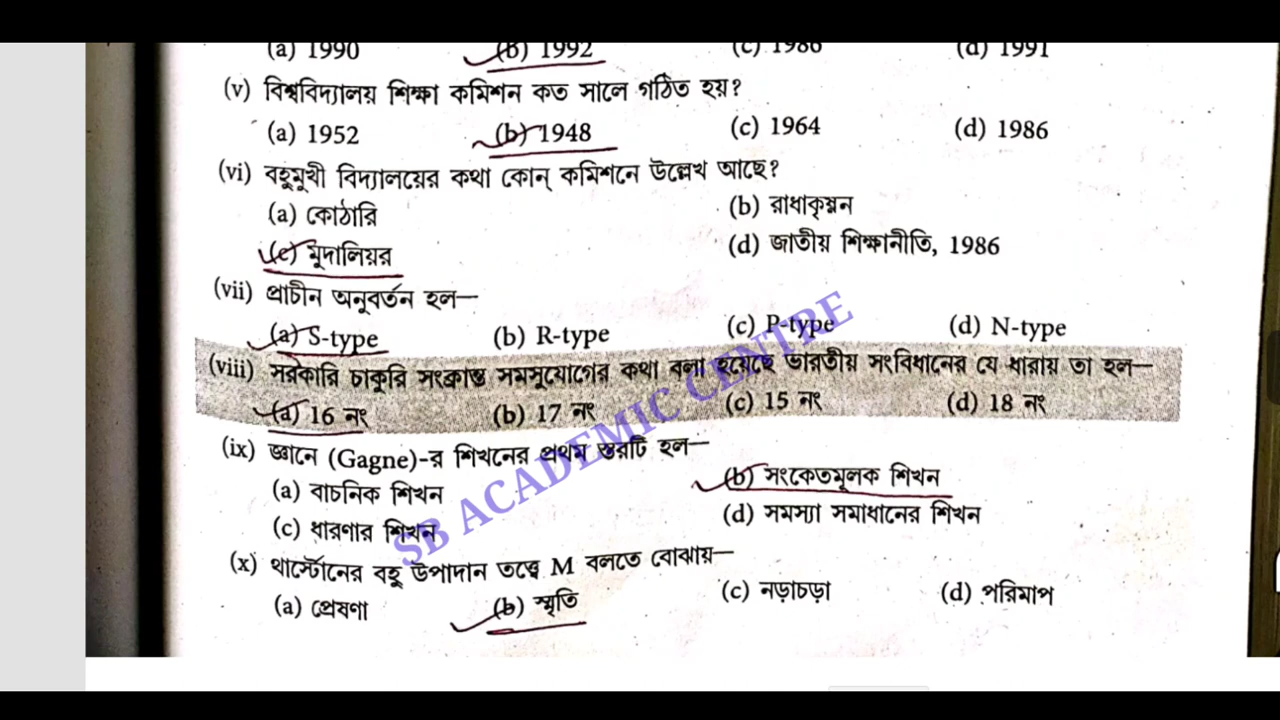 (a) 1990 (b) 1992 (c) 1986 (d) 1991
(v) বিশ্ববিদ্যালয় শিক্ষা কমিশন কত সালে গঠিত হয়?
(a) 1952 (b) 1948 (c) 1964 (d) 1986
(vi) বহুমুখী বিদ্যালয়ের কথা কোন্ কমিশনে উল্লেখ আছে?
(a) কোঠারি (b) রাধাকৃষ্ণন
(c) মুদালিয়র (d) জাতীয় শিক্ষানীতি, 1986
(vii) প্রাচীন অনুবর্তন হল—
(a) S-type (b) R-type (c) P-type (d) N-type
(viii) সরকারি চাকুরি সংক্রান্ত সমসুযোগের কথা বলা হয়েছে ভারতীয় সংবিধানের যে ধারায় তা হল—
(a) 16 নং (b) 17 নং (c) 15 নং (d) 18 নং
(ix) জ্ঞানে (Gagne)-র শিখনের প্রথম স্তরটি হল—
(a) বাচনিক শিখন (b) সংকেতমূলক শিখন
(c) ধারণার শিখন (d) সমস্যা সমাধানের শিখন
(x) থার্স্টোনের বহু উপাদান তত্ত্বে M বলতে বোঝায়—
(a) প্রেষণা (b) স্মৃতি (c) নড়াচড়া (d) পরিমাপ
SB ACADEMIC CENTRE